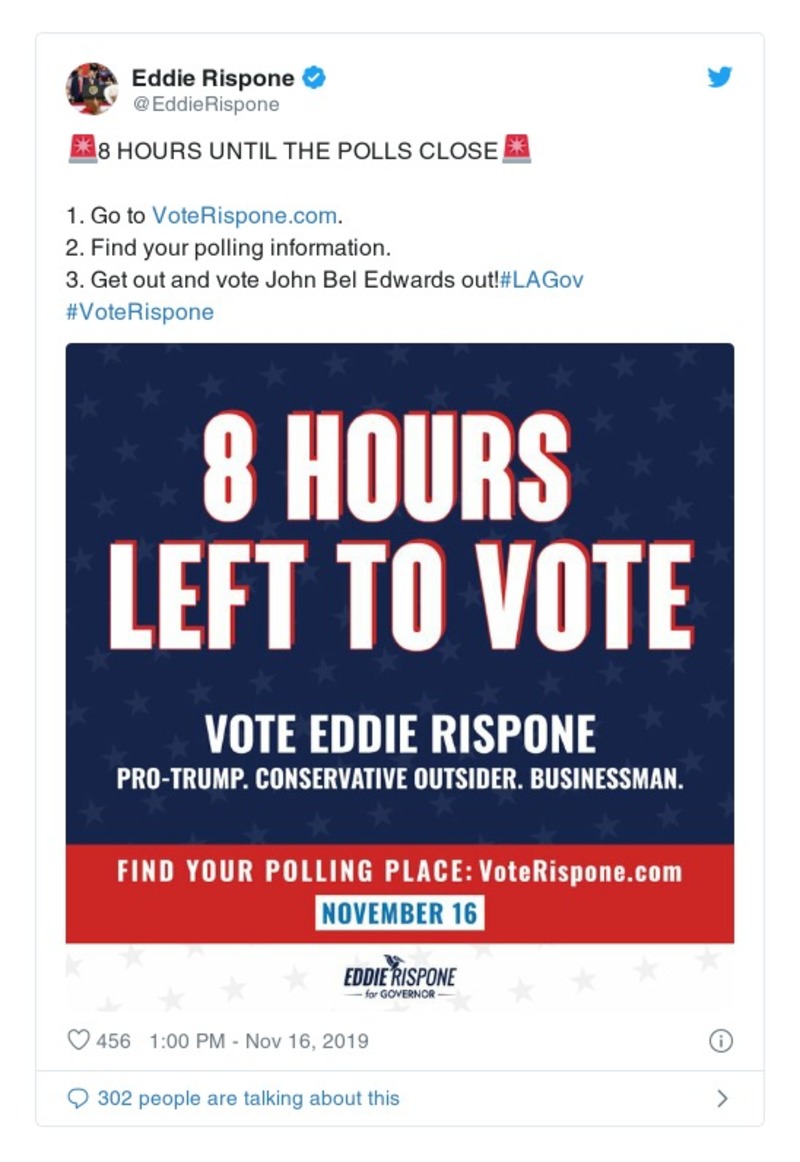 Eddie Rispone
@EddieRispone
🚨8 HOURS UNTIL THE POLLS CLOSE🚨
1. Go to VoteRispone.com.
2. Find your polling information.
3. Get out and vote John Bel Edwards out!#LAGov
#VoteRispone
8 HOURS
LEFT TO VOTE
VOTE EDDIE RISPONE
PRO-TRUMP. CONSERVATIVE OUTSIDER. BUSINESSMAN.
FIND YOUR POLLING PLACE: VoteRispone.com
NOVEMBER 16
EDDIE RISPONE
for GOVERNOR
456 1:00 PM - Nov 16, 2019
302 people are talking about this